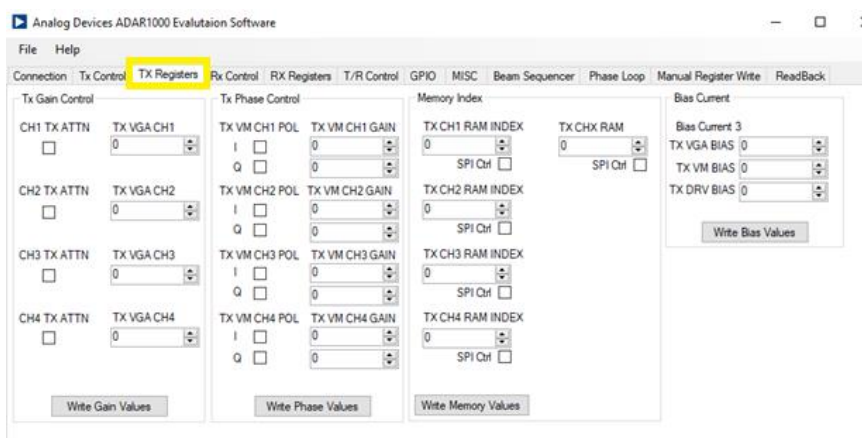 Analog Devices ADAR1000 Evalutaion Software
File Help
Connection Tx Control TX Registers Rx Control RX Registers T/R Control GPIO MISC Beam Sequencer Phase Loop Manual Register Write ReadBack
Tx Gain Control
CH1 TX ATTN TX VGA CH1
0
CH2 TX ATTN TX VGA CH2
0
CH3 TX ATTN TX VGA CH3
0
CH4 TX ATTN TX VGA CH4
0
Write Gain Values
Tx Phase Control
TX VM CH1 POL TX VM CH1 GAIN
I 0
Q 0
TX VM CH2 POL TX VM CH2 GAIN
I 0
Q 0
TX VM CH3 POL TX VM CH3 GAIN
I 0
Q 0
TX VM CH4 POL TX VM CH4 GAIN
I 0
Q 0
Write Phase Values
Memory Index
TX CH1 RAM INDEX TX CHX RAM
0 0
SPI Ctrl SPI Ctrl
TX CH2 RAM INDEX
0
SPI Ctrl
TX CH3 RAM INDEX
0
SPI Ctrl
TX CH4 RAM INDEX
0
SPI Ctrl
Write Memory Values
Bias Current
Bias Current 3
TX VGA BIAS 0
TX VM BIAS 0
TX DRV BIAS 0
Write Bias Values